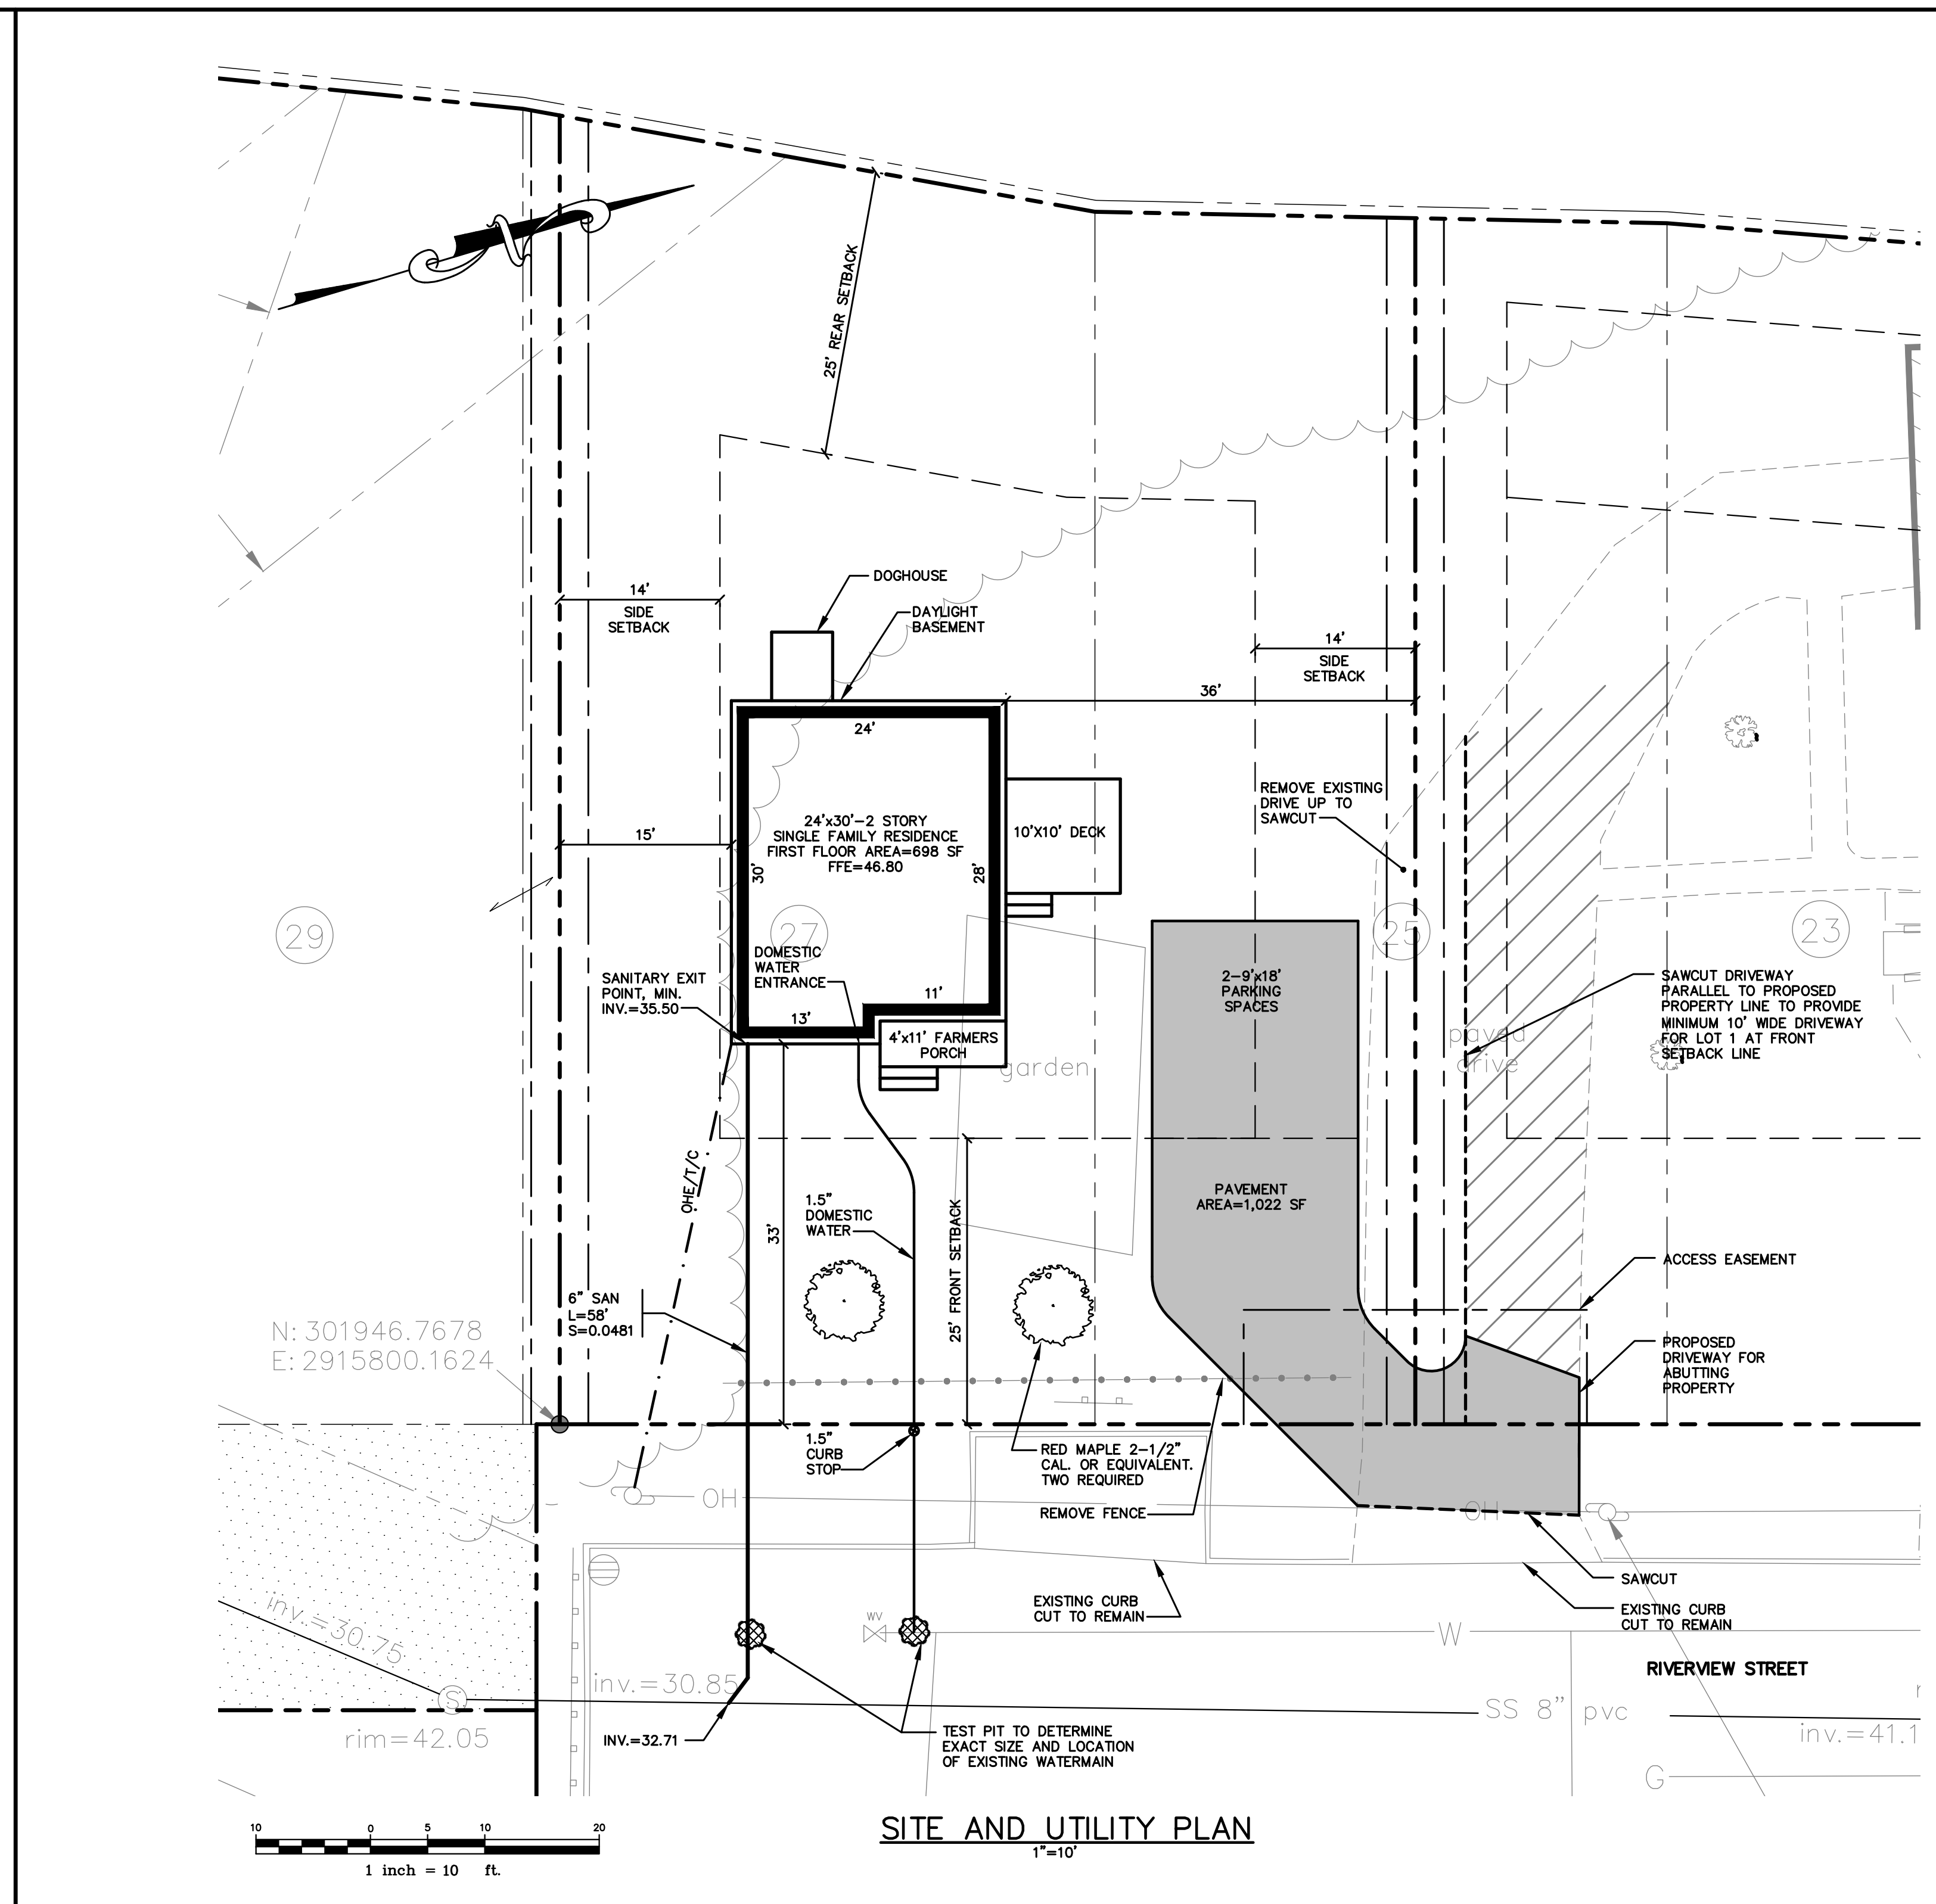 N
25' REAR SETBACK
DOGHOUSE
DAYLIGHT
BASEMENT
14'
SIDE
SETBACK
14'
SIDE
SETBACK
36'
24'
REMOVE EXISTING
DRIVE UP TO
SAWCUT
15'
24'x30'-2 STORY
SINGLE FAMILY RESIDENCE
FIRST FLOOR AREA=698 SF
FFE=46.80
30'
28'
10'X10' DECK
29
27
25
23
DOMESTIC
WATER
ENTRANCE
SANITARY EXIT
POINT, MIN.
INV.=35.50
11'
13'
4'x11' FARMERS
PORCH
garden
2-9'x18'
PARKING
SPACES
SAWCUT DRIVEWAY
PARALLEL TO PROPOSED
PROPERTY LINE TO PROVIDE
MINIMUM 10' WIDE DRIVEWAY
FOR LOT 1 AT FRONT
SETBACK LINE
paved
drive
OHE/T/C
33'
1.5"
DOMESTIC
WATER
25' FRONT SETBACK
PAVEMENT
AREA=1,022 SF
ACCESS EASEMENT
6" SAN
L=58'
S=0.0481
N: 301946.7678
E: 2915800.1624
PROPOSED
DRIVEWAY FOR
ABUTTING
PROPERTY
1.5"
CURB
STOP
RED MAPLE 2-1/2"
CAL. OR EQUIVALENT.
TWO REQUIRED
REMOVE FENCE
OH
OH
SAWCUT
EXISTING CURB
CUT TO REMAIN
EXISTING CURB
CUT TO REMAIN
WV
W
inv.=30.75
inv.=30.85
RIVERVIEW STREET
S
SS 8" pvc
rim=42.05
INV.=32.71
TEST PIT TO DETERMINE
EXACT SIZE AND LOCATION
OF EXISTING WATERMAIN
inv.=41.1
G
SITE AND UTILITY PLAN
1"=10'
10 0 5 10 20
1 inch = 10 ft.